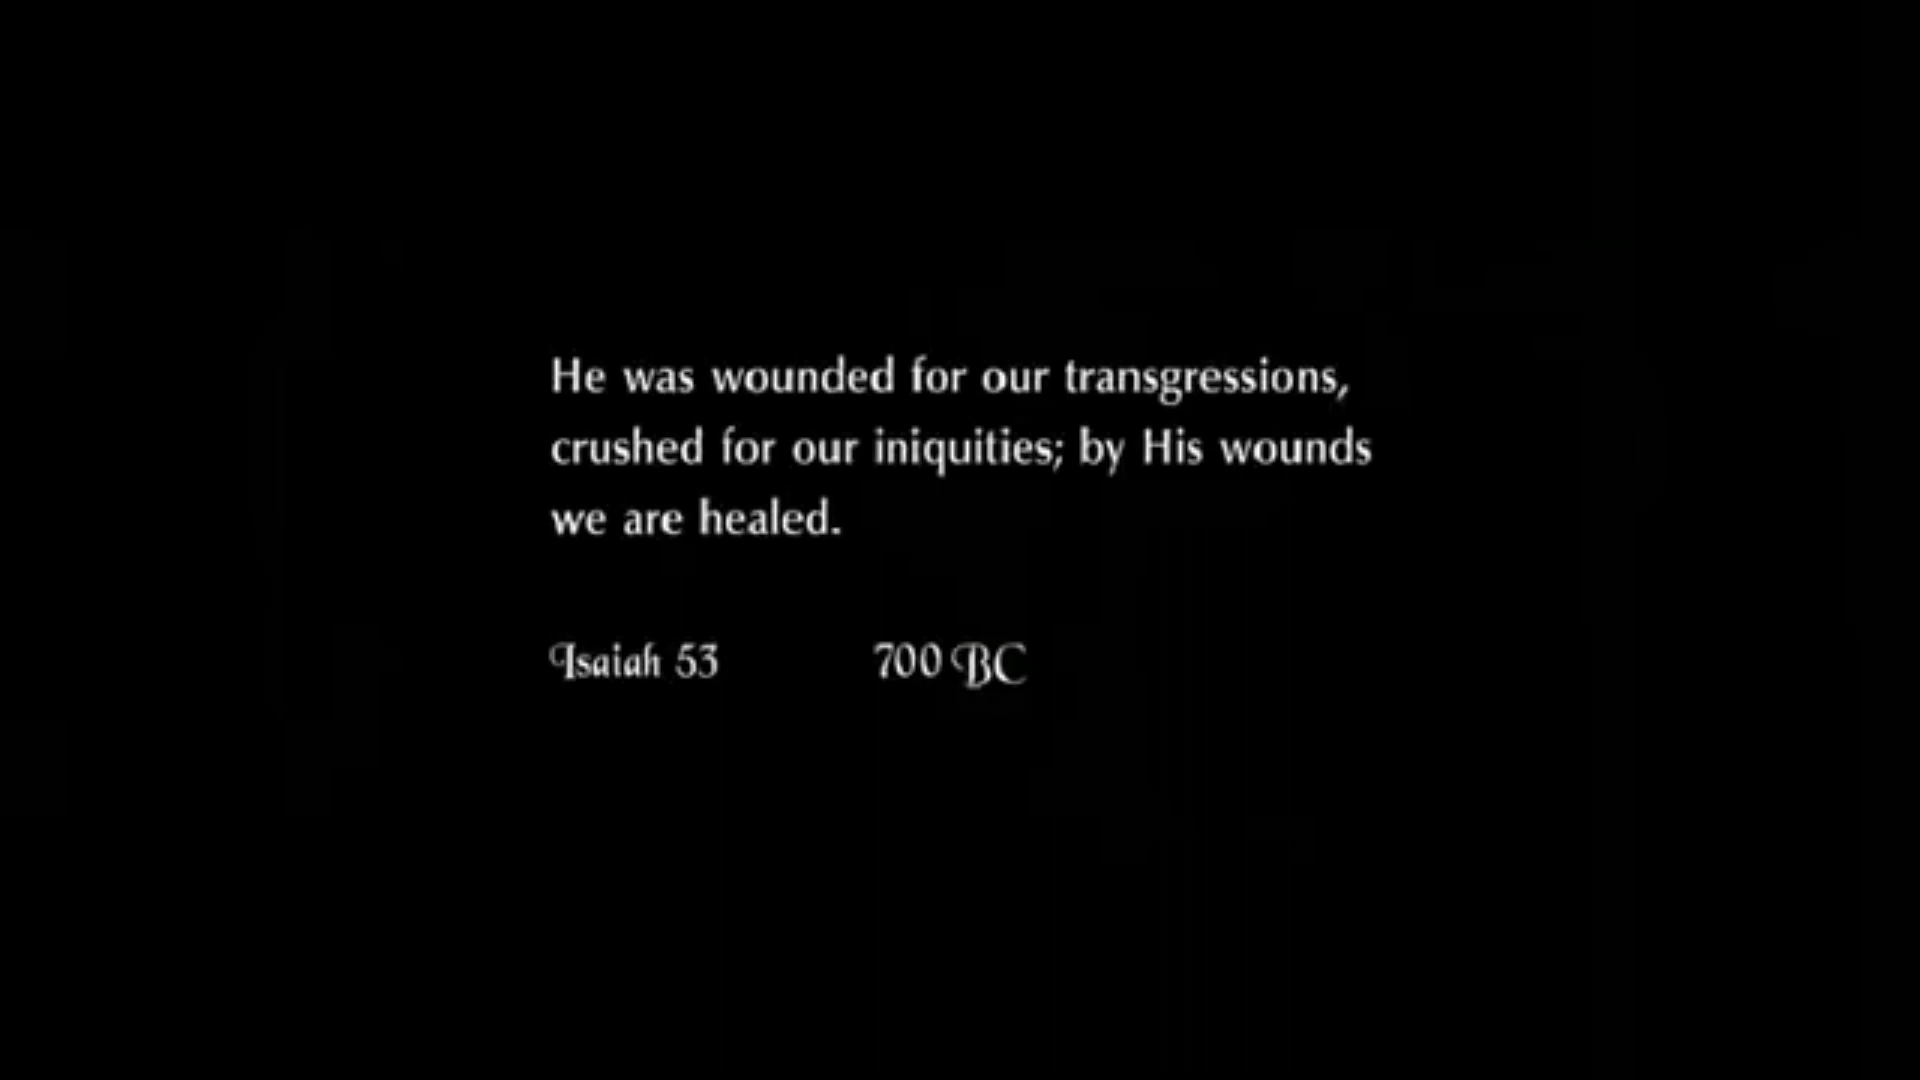 He was wounded for our transgressions,
crushed for our iniquities; by His wounds
we are healed.
Isaiah 53 700 BC